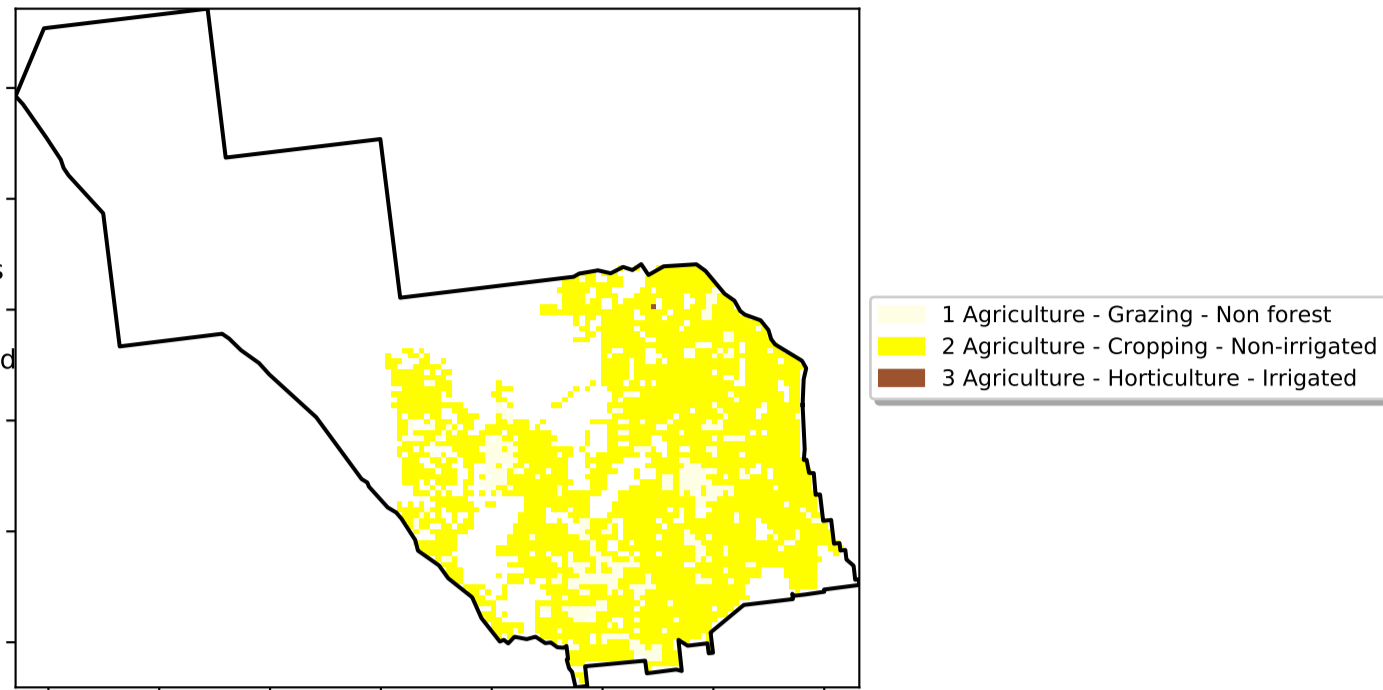 s
d
1 Agriculture - Grazing - Non forest
2 Agriculture - Cropping - Non-irrigated
3 Agriculture - Horticulture - Irrigated